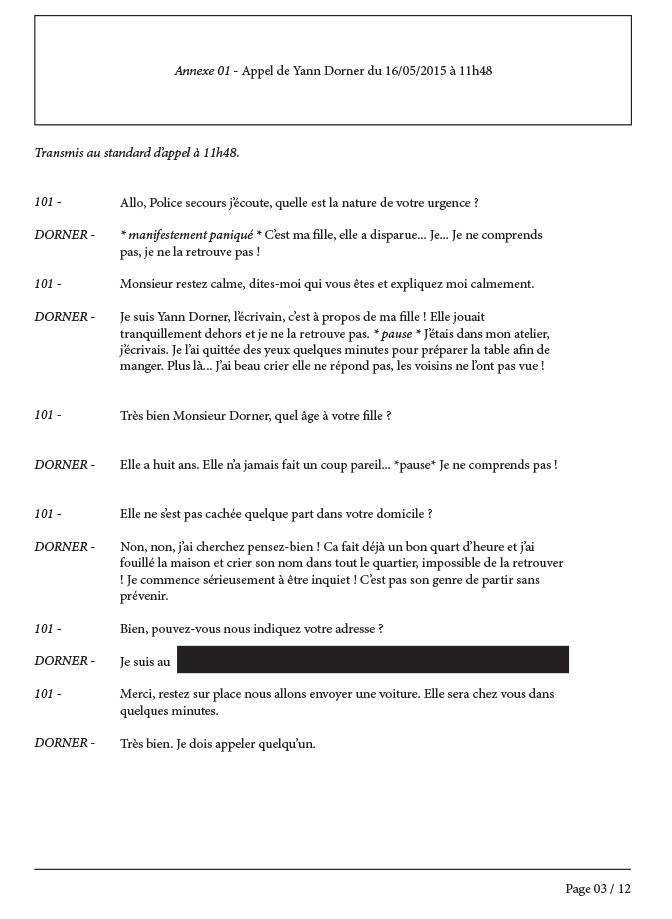 Annexe 01 - Appel de Yann Dorner du 16/05/2015 à 11h48
Transmis au standard d'appel à 11h48.
101 - Allo, Police secours j'écoute, quelle est la nature de votre urgence ?
DORNER - * manifestement paniqué * C'est ma fille, elle a disparue... Je... Je ne comprends
pas, je ne la retrouve pas !
101 - Monsieur restez calme, dites-moi qui vous êtes et expliquez moi calmement.
DORNER - Je suis Yann Dorner, l'écrivain, c'est à propos de ma fille ! Elle jouait
tranquillement dehors et je ne la retrouve pas. * pause * J'étais dans mon atelier,
j'écrivais. Je l'ai quittée des yeux quelques minutes pour préparer la table afin de
manger. Plus là... J'ai beau crier elle ne répond pas, les voisins ne l'ont pas vue !
101 - Très bien Monsieur Dorner, quel âge à votre fille ?
DORNER - Elle a huit ans. Elle n'a jamais fait un coup pareil... *pause* Je ne comprends pas !
101 - Elle ne s'est pas cachée quelque part dans votre domicile ?
DORNER - Non, non, j'ai cherchez pensez-bien ! Ca fait déjà un bon quart d'heure et j'ai
fouillé la maison et crier son nom dans tout le quartier, impossible de la retrouver
! Je commence sérieusement à être inquiet ! C'est pas son genre de partir sans
prévenir.
101 - Bien, pouvez-vous nous indiquez votre adresse ?
DORNER - Je suis au
101 - Merci, restez sur place nous allons envoyer une voiture. Elle sera chez vous dans
quelques minutes.
DORNER - Très bien. Je dois appeler quelqu'un.
Page 03 / 12